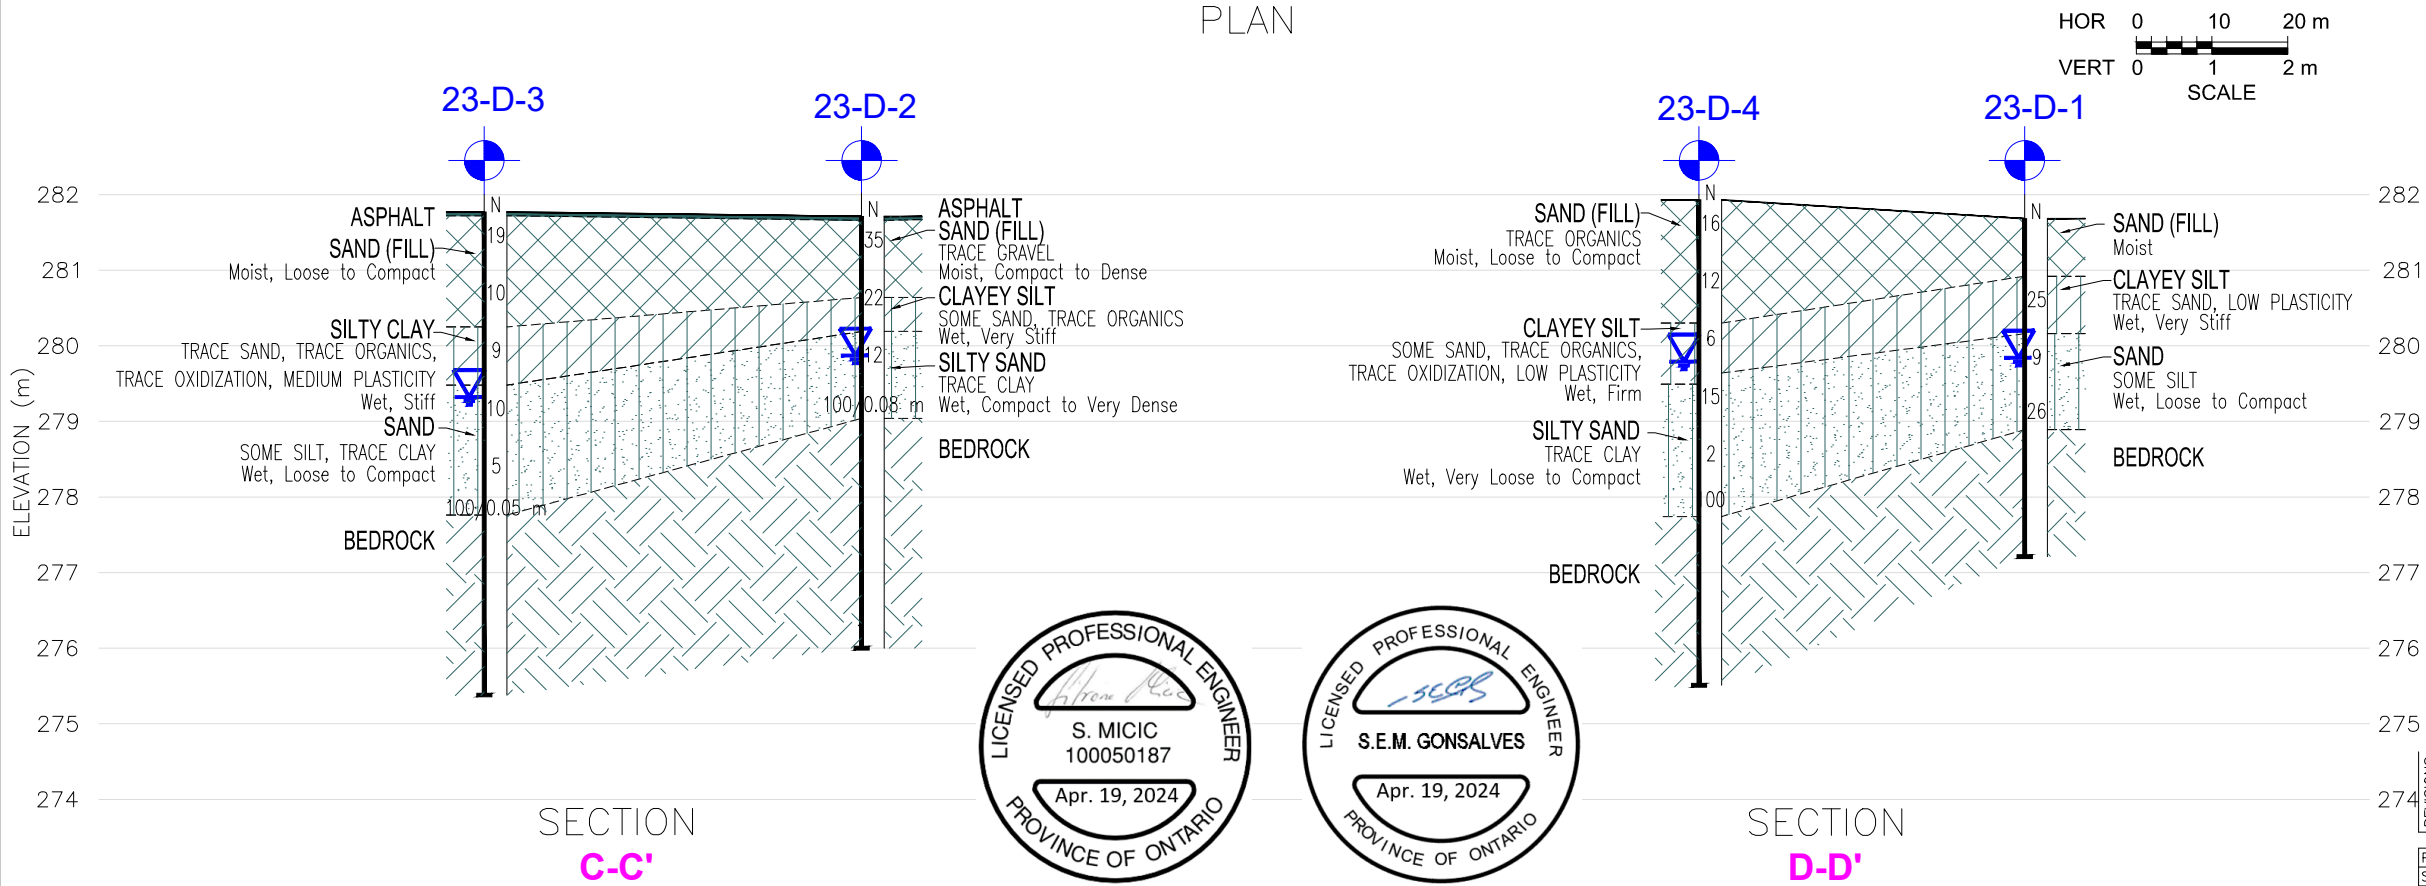 PLAN
HOR 0 10 20 m
VERT 0 1 2 m
SCALE
23-D-3
23-D-2
23-D-4
23-D-1
ELEVATION (m)
282
281
280
279
278
277
276
275
274
ASPHALT
SAND (FILL)
Moist, Loose to Compact
SILTY CLAY
TRACE SAND, TRACE ORGANICS,
TRACE OXIDIZATION, MEDIUM PLASTICITY
Wet, Stiff
SAND
SOME SILT, TRACE CLAY
Wet, Loose to Compact
BEDROCK
N
19
10
9
10
5
100/0.05 m
N
35
22
12
100/0.08 m
ASPHALT
SAND (FILL)
TRACE GRAVEL
Moist, Compact to Dense
CLAYEY SILT
SOME SAND, TRACE ORGANICS
Wet, Very Stiff
SILTY SAND
TRACE CLAY
Wet, Compact to Very Dense
BEDROCK
SECTION
C-C'
LICENSED PROFESSIONAL ENGINEER
S. MICIC
100050187
Apr. 19, 2024
PROVINCE OF ONTARIO
LICENSED PROFESSIONAL ENGINEER
S.E.M. GONSALVES
Apr. 19, 2024
PROVINCE OF ONTARIO
SAND (FILL)
TRACE ORGANICS
Moist, Loose to Compact
CLAYEY SILT
SOME SAND, TRACE ORGANICS,
TRACE OXIDIZATION, LOW PLASTICITY
Wet, Firm
SILTY SAND
TRACE CLAY
Wet, Very Loose to Compact
BEDROCK
N
16
12
6
15
2
00
N
25
9
26
SAND (FILL)
Moist
CLAYEY SILT
TRACE SAND, LOW PLASTICITY
Wet, Very Stiff
SAND
SOME SILT
Wet, Loose to Compact
BEDROCK
282
281
280
279
278
277
276
275
274
SECTION
D-D'